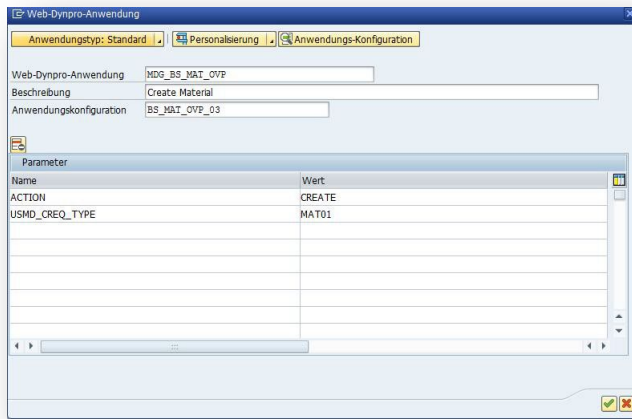 Web-Dynpro-Anwendung
Anwendungstyp: Standard Personalisierung Anwendungs-Konfiguration
Web-Dynpro-Anwendung MDG_BS_MAT_OVP
Beschreibung Create Material
Anwendungskonfiguration BS_MAT_OVP_03
Parameter
Name Wert
ACTION CREATE
USMD_CREQ_TYPE MAT01